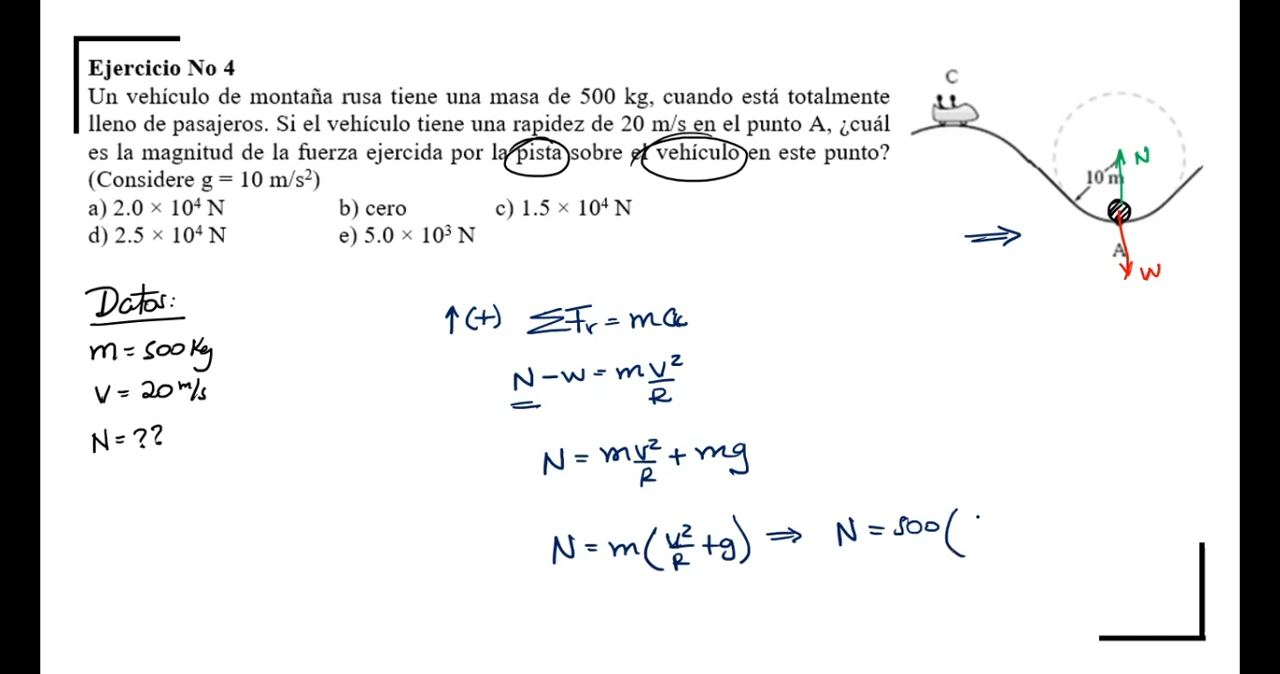 Ejercicio No 4
Un vehículo de montaña rusa tiene una masa de 500 kg, cuando está totalmente
lleno de pasajeros. Si el vehículo tiene una rapidez de 20 m/s en el punto A, ¿cuál
es la magnitud de la fuerza ejercida por la pista sobre el vehículo en este punto?
(Considere g = 10 m/s²)
a) 2.0 × 10⁴ N b) cero c) 1.5 × 10⁴ N
d) 2.5 × 10⁴ N e) 5.0 × 10³ N
C
N
10 m
A
W
Datos:
m = 500 Kg
V = 20 m/s
N = ??
↑(+) ΣFr = mac
N - W = m V²/R
N = m V²/R + mg
N = m(V²/R + g) ⇒ N = 500(